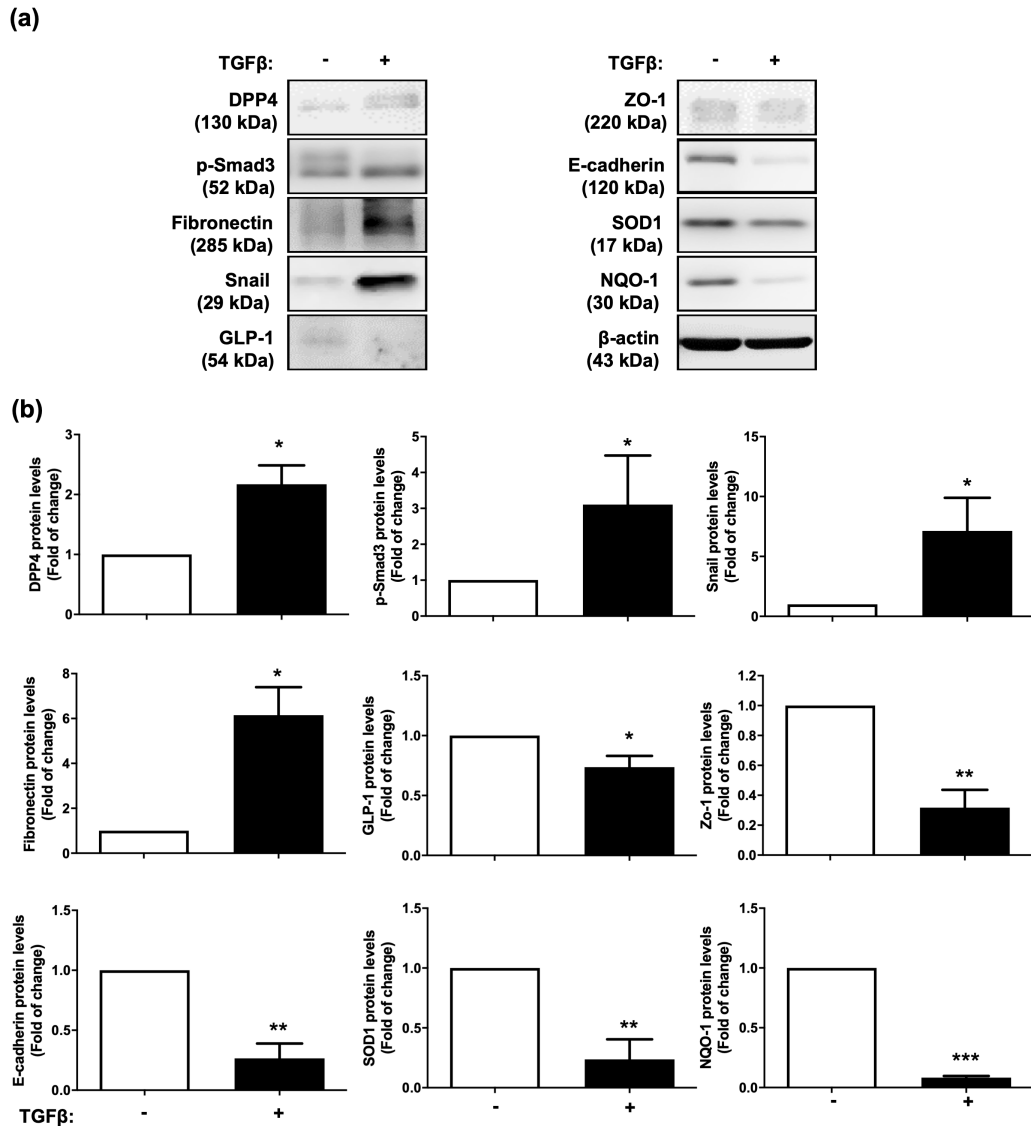 (a)
TGFβ: - +
DPP4
(130 kDa)
p-Smad3
(52 kDa)
Fibronectin
(285 kDa)
Snail
(29 kDa)
GLP-1
(54 kDa)
TGFβ: - +
ZO-1
(220 kDa)
E-cadherin
(120 kDa)
SOD1
(17 kDa)
NQO-1
(30 kDa)
β-actin
(43 kDa)
(b)
DPP4 protein levels
(Fold of change)
3
2
1
0
*
p-Smad3 protein levels
(Fold of change)
5
4
3
2
1
0
*
Snail protein levels
(Fold of change)
15
10
5
0
*
Fibronectin protein levels
(Fold of change)
8
6
4
2
0
*
GLP-1 protein levels
(Fold of change)
1.5
1.0
0.5
0.0
*
Zo-1 protein levels
(Fold of change)
1.2
1.0
0.8
0.6
0.4
0.2
0.0
**
E-cadherin protein levels
(Fold of change)
1.5
1.0
0.5
0.0
**
SOD1 protein levels
(Fold of change)
1.5
1.0
0.5
0.0
**
NQO-1 protein levels
(Fold of change)
1.5
1.0
0.5
0.0
***
TGFβ: - + - + - +